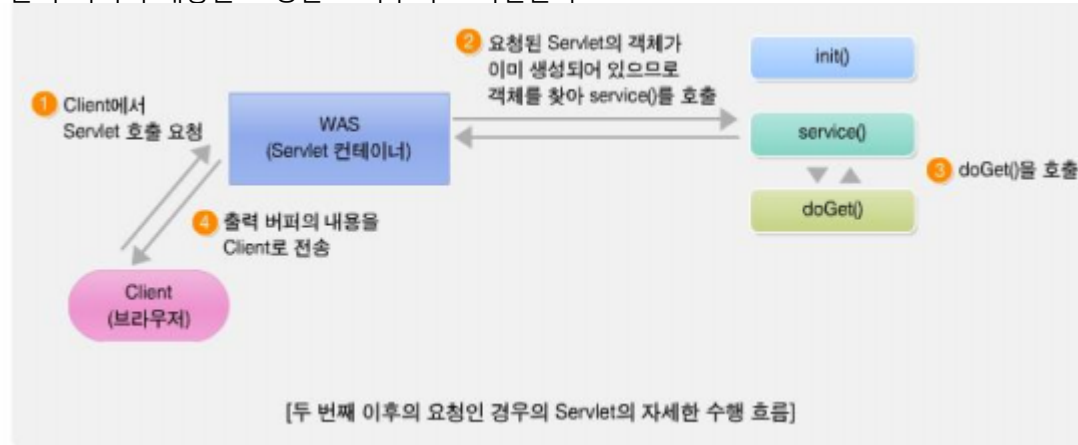 1 Client에서
Servlet 호출 요청
WAS
(Servlet 컨테이너)
2 요청된 Servlet의 객체가
이미 생성되어 있으므로
객체를 찾아 service()를 호출
init()
service()
3 doGet()을 호출
doGet()
4 출력 버퍼의 내용을
Client로 전송
Client
(브라우저)
[두 번째 이후의 요청인 경우의 Servlet의 자세한 수행 흐름]